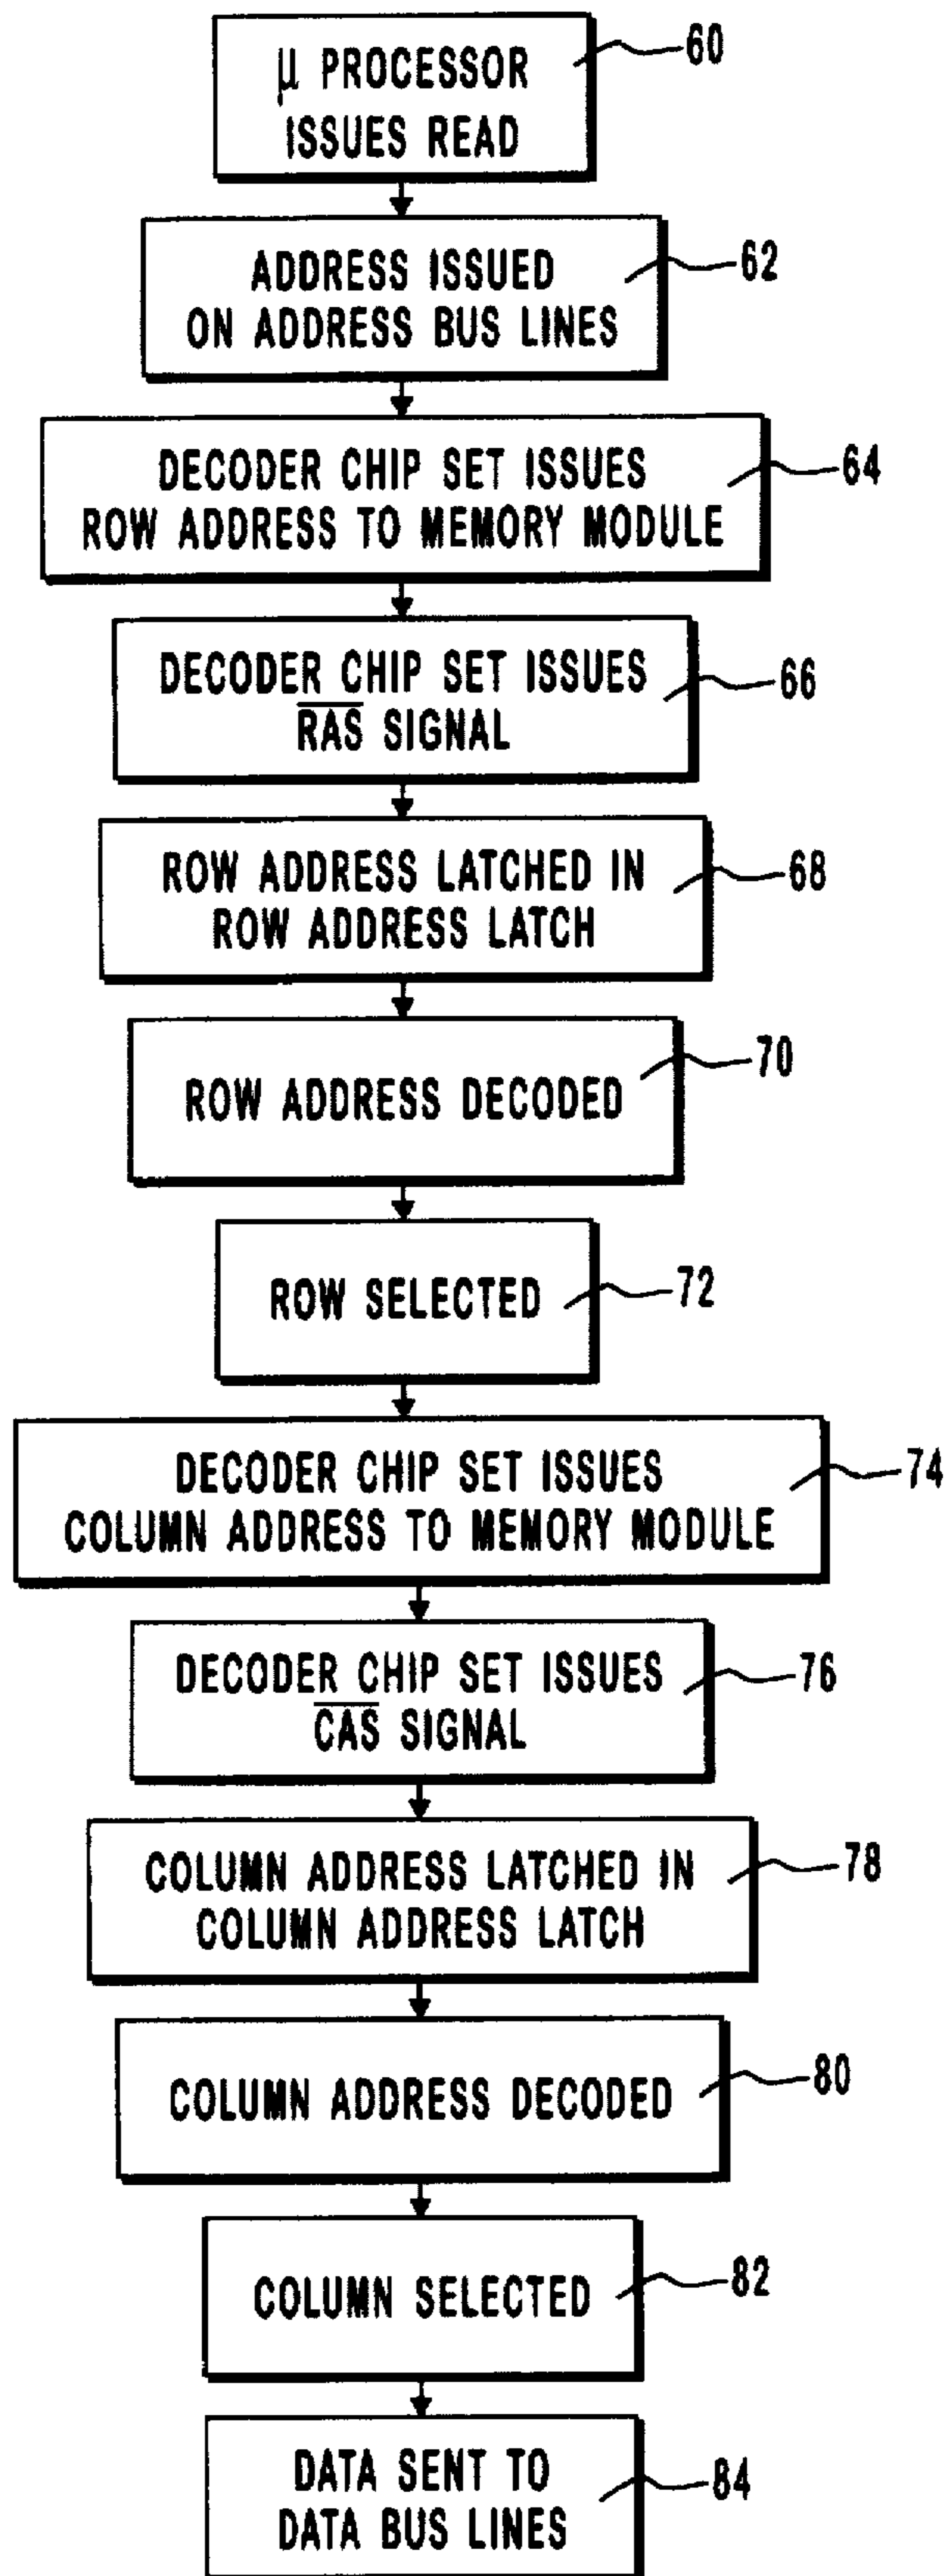 μ PROCESSOR
ISSUES READ
60
ADDRESS ISSUED
ON ADDRESS BUS LINES
62
DECODER CHIP SET ISSUES
ROW ADDRESS TO MEMORY MODULE
64
DECODER CHIP SET ISSUES
R̅A̅S̅ SIGNAL
66
ROW ADDRESS LATCHED IN
ROW ADDRESS LATCH
68
ROW ADDRESS DECODED
70
ROW SELECTED
72
DECODER CHIP SET ISSUES
COLUMN ADDRESS TO MEMORY MODULE
74
DECODER CHIP SET ISSUES
C̅A̅S̅ SIGNAL
76
COLUMN ADDRESS LATCHED IN
COLUMN ADDRESS LATCH
78
COLUMN ADDRESS DECODED
80
COLUMN SELECTED
82
DATA SENT TO
DATA BUS LINES
84